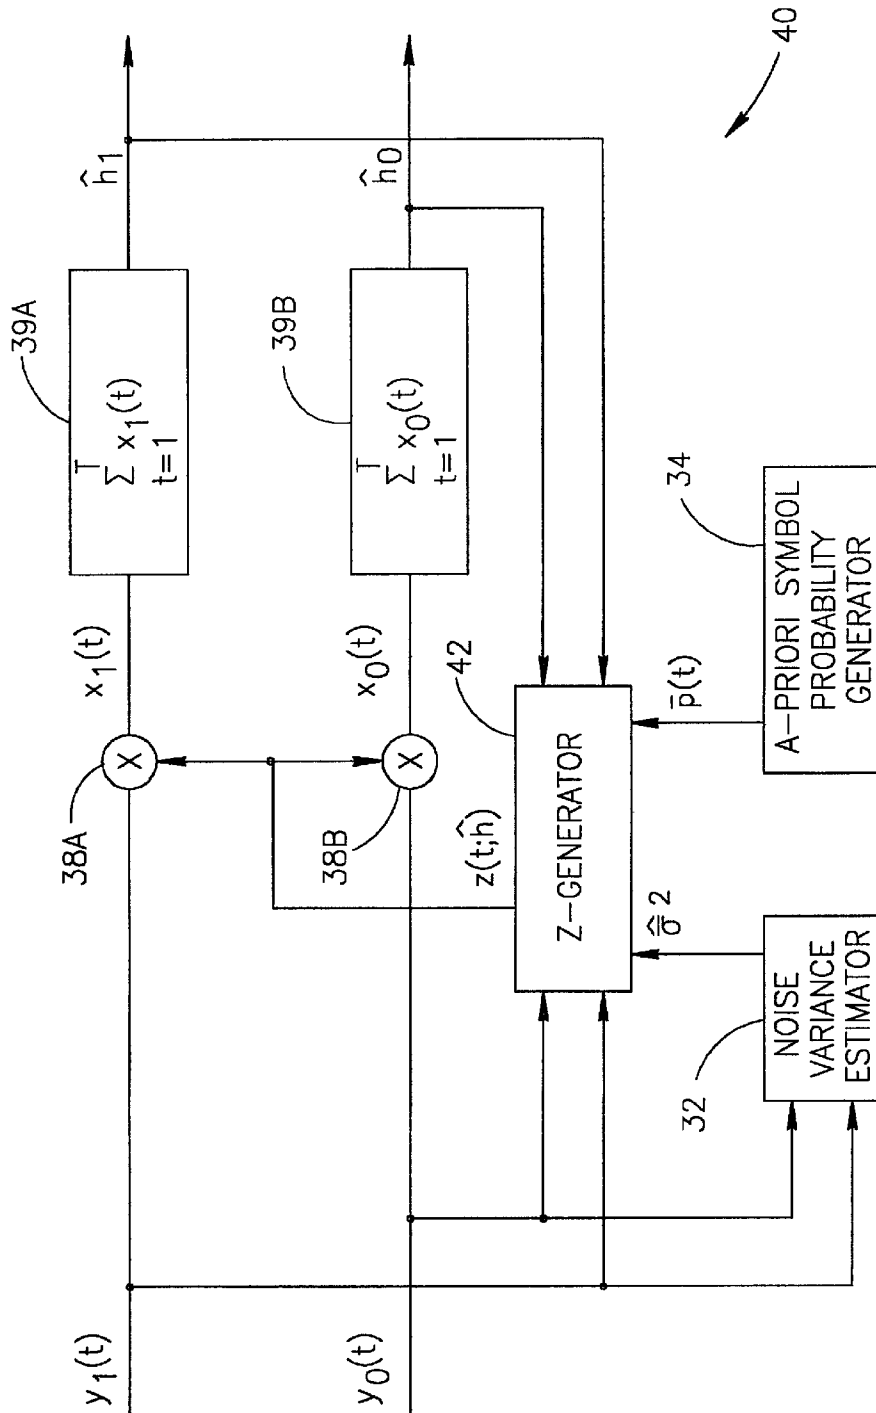 y₁(t)
38A
X
x₁(t)
39A
T
Σ x₁(t)
t=1
ĥ₁
y₀(t)
38B
X
x₀(t)
39B
T
Σ x₀(t)
t=1
ĥ₀
z(t;ĥ)
42
Z-GENERATOR
σ̂̿ 2
p̄(t)
32
NOISE
VARIANCE
ESTIMATOR
34
A-PRIORI SYMBOL
PROBABILITY
GENERATOR
40